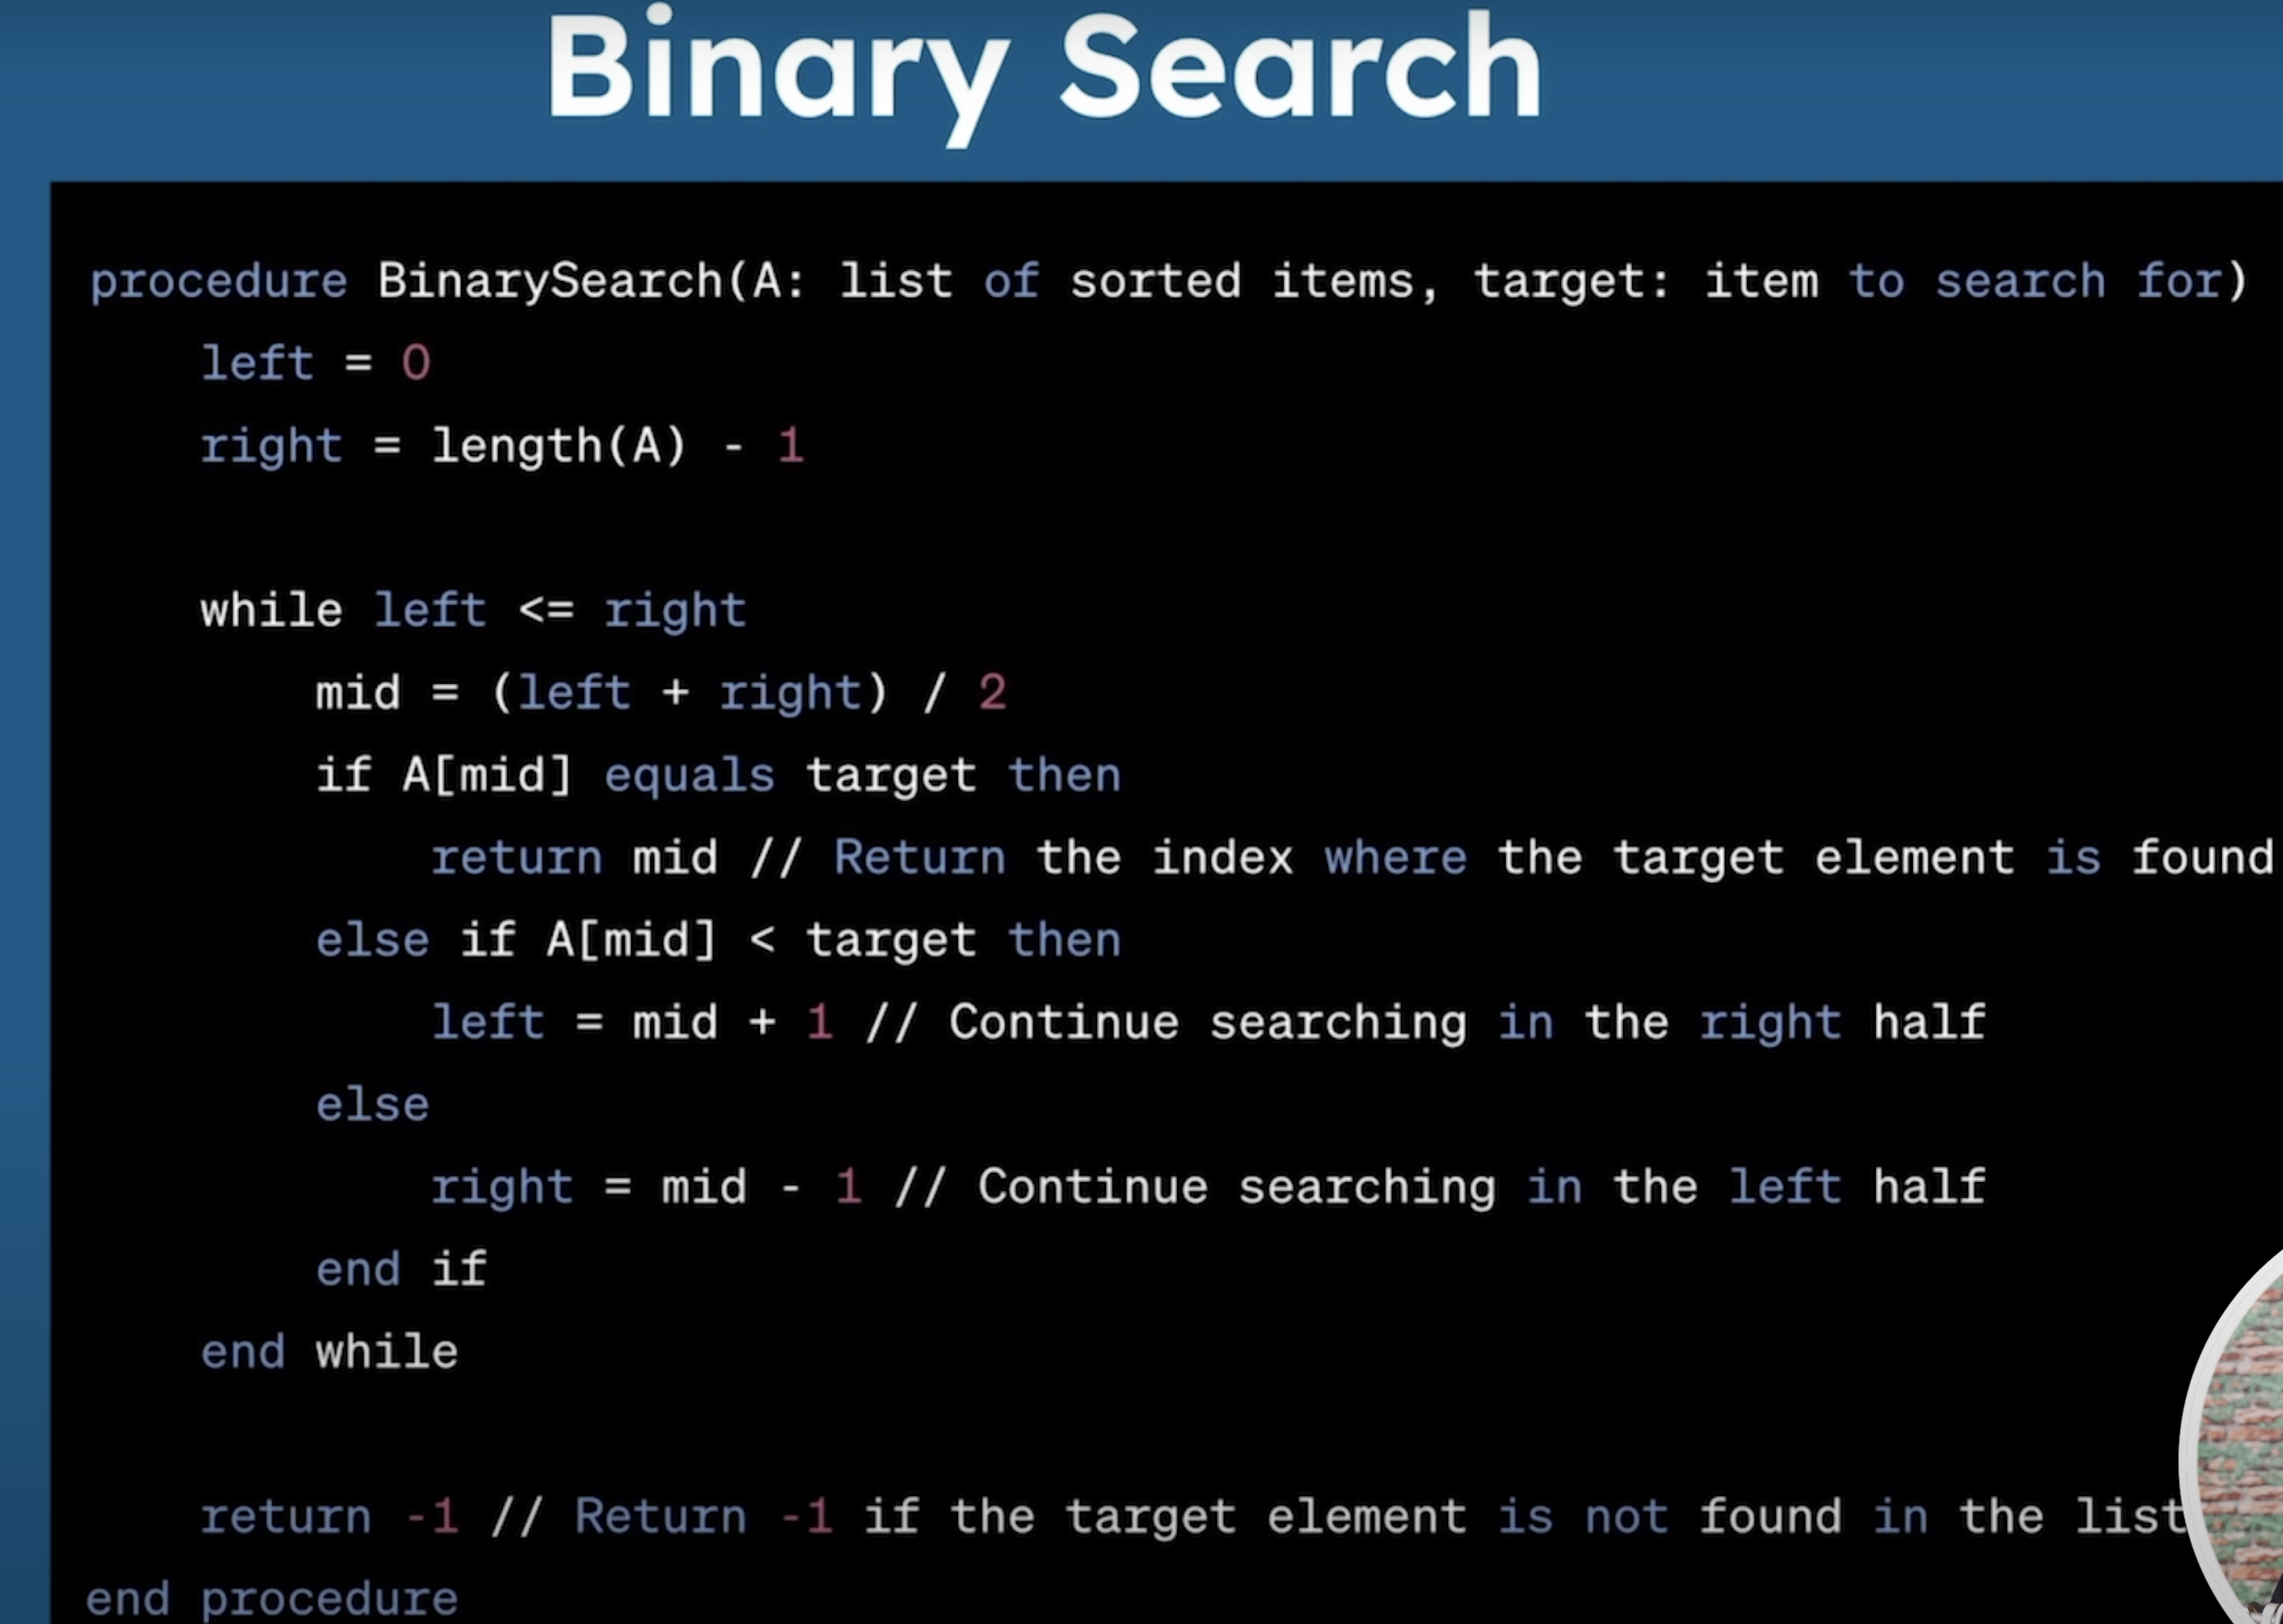 Binary Search
procedure BinarySearch(A: list of sorted items, target: item to search for)
    left = 0
    right = length(A) - 1
    while left <= right
        mid = (left + right) / 2
        if A[mid] equals target then
            return mid // Return the index where the target element is found
        else if A[mid] < target then
            left = mid + 1 // Continue searching in the right half
        else
            right = mid - 1 // Continue searching in the left half
        end if
    end while
    return -1 // Return -1 if the target element is not found in the list
end procedure